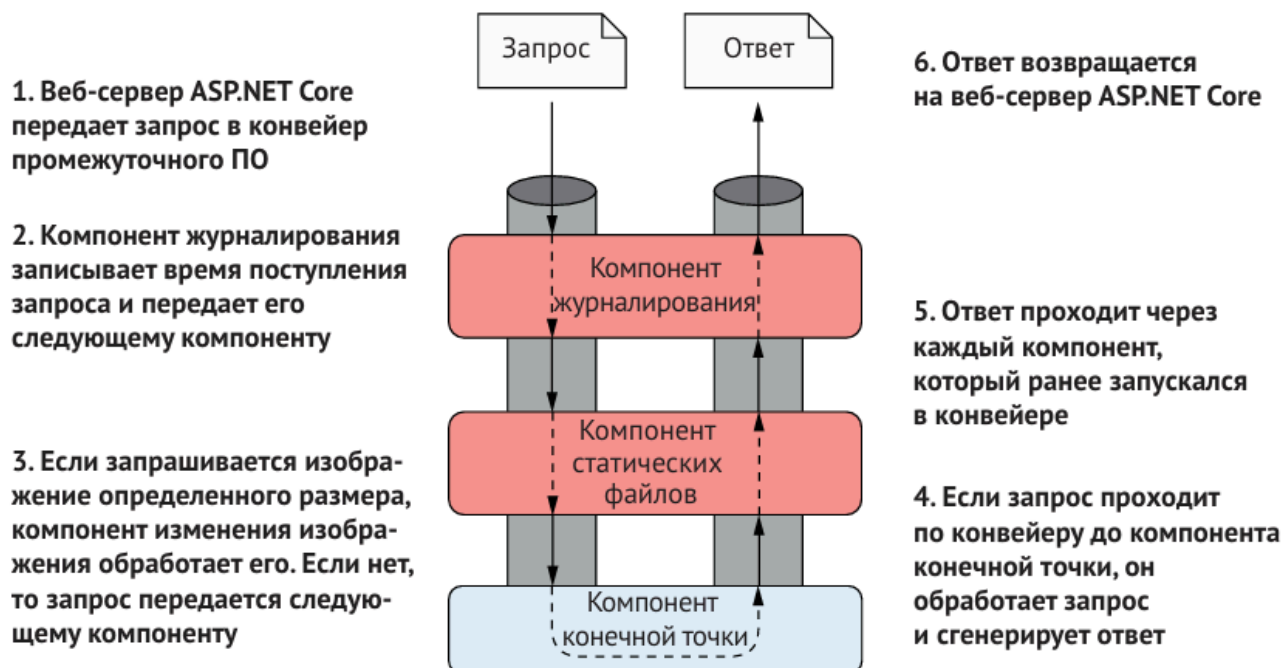 Запрос
Ответ
1. Веб-сервер ASP.NET Core
передает запрос в конвейер
промежуточного ПО
2. Компонент журналирования
записывает время поступления
запроса и передает его
следующему компоненту
3. Если запрашивается изобра-
жение определенного размера,
компонент изменения изобра-
жения обработает его. Если нет,
то запрос передается следую-
щему компоненту
Компонент
журналирования
Компонент
статических
файлов
Компонент
конечной точки
6. Ответ возвращается
на веб-сервер ASP.NET Core
5. Ответ проходит через
каждый компонент,
который ранее запускался
в конвейере
4. Если запрос проходит
по конвейеру до компонента
конечной точки, он
обработает запрос
и сгенерирует ответ